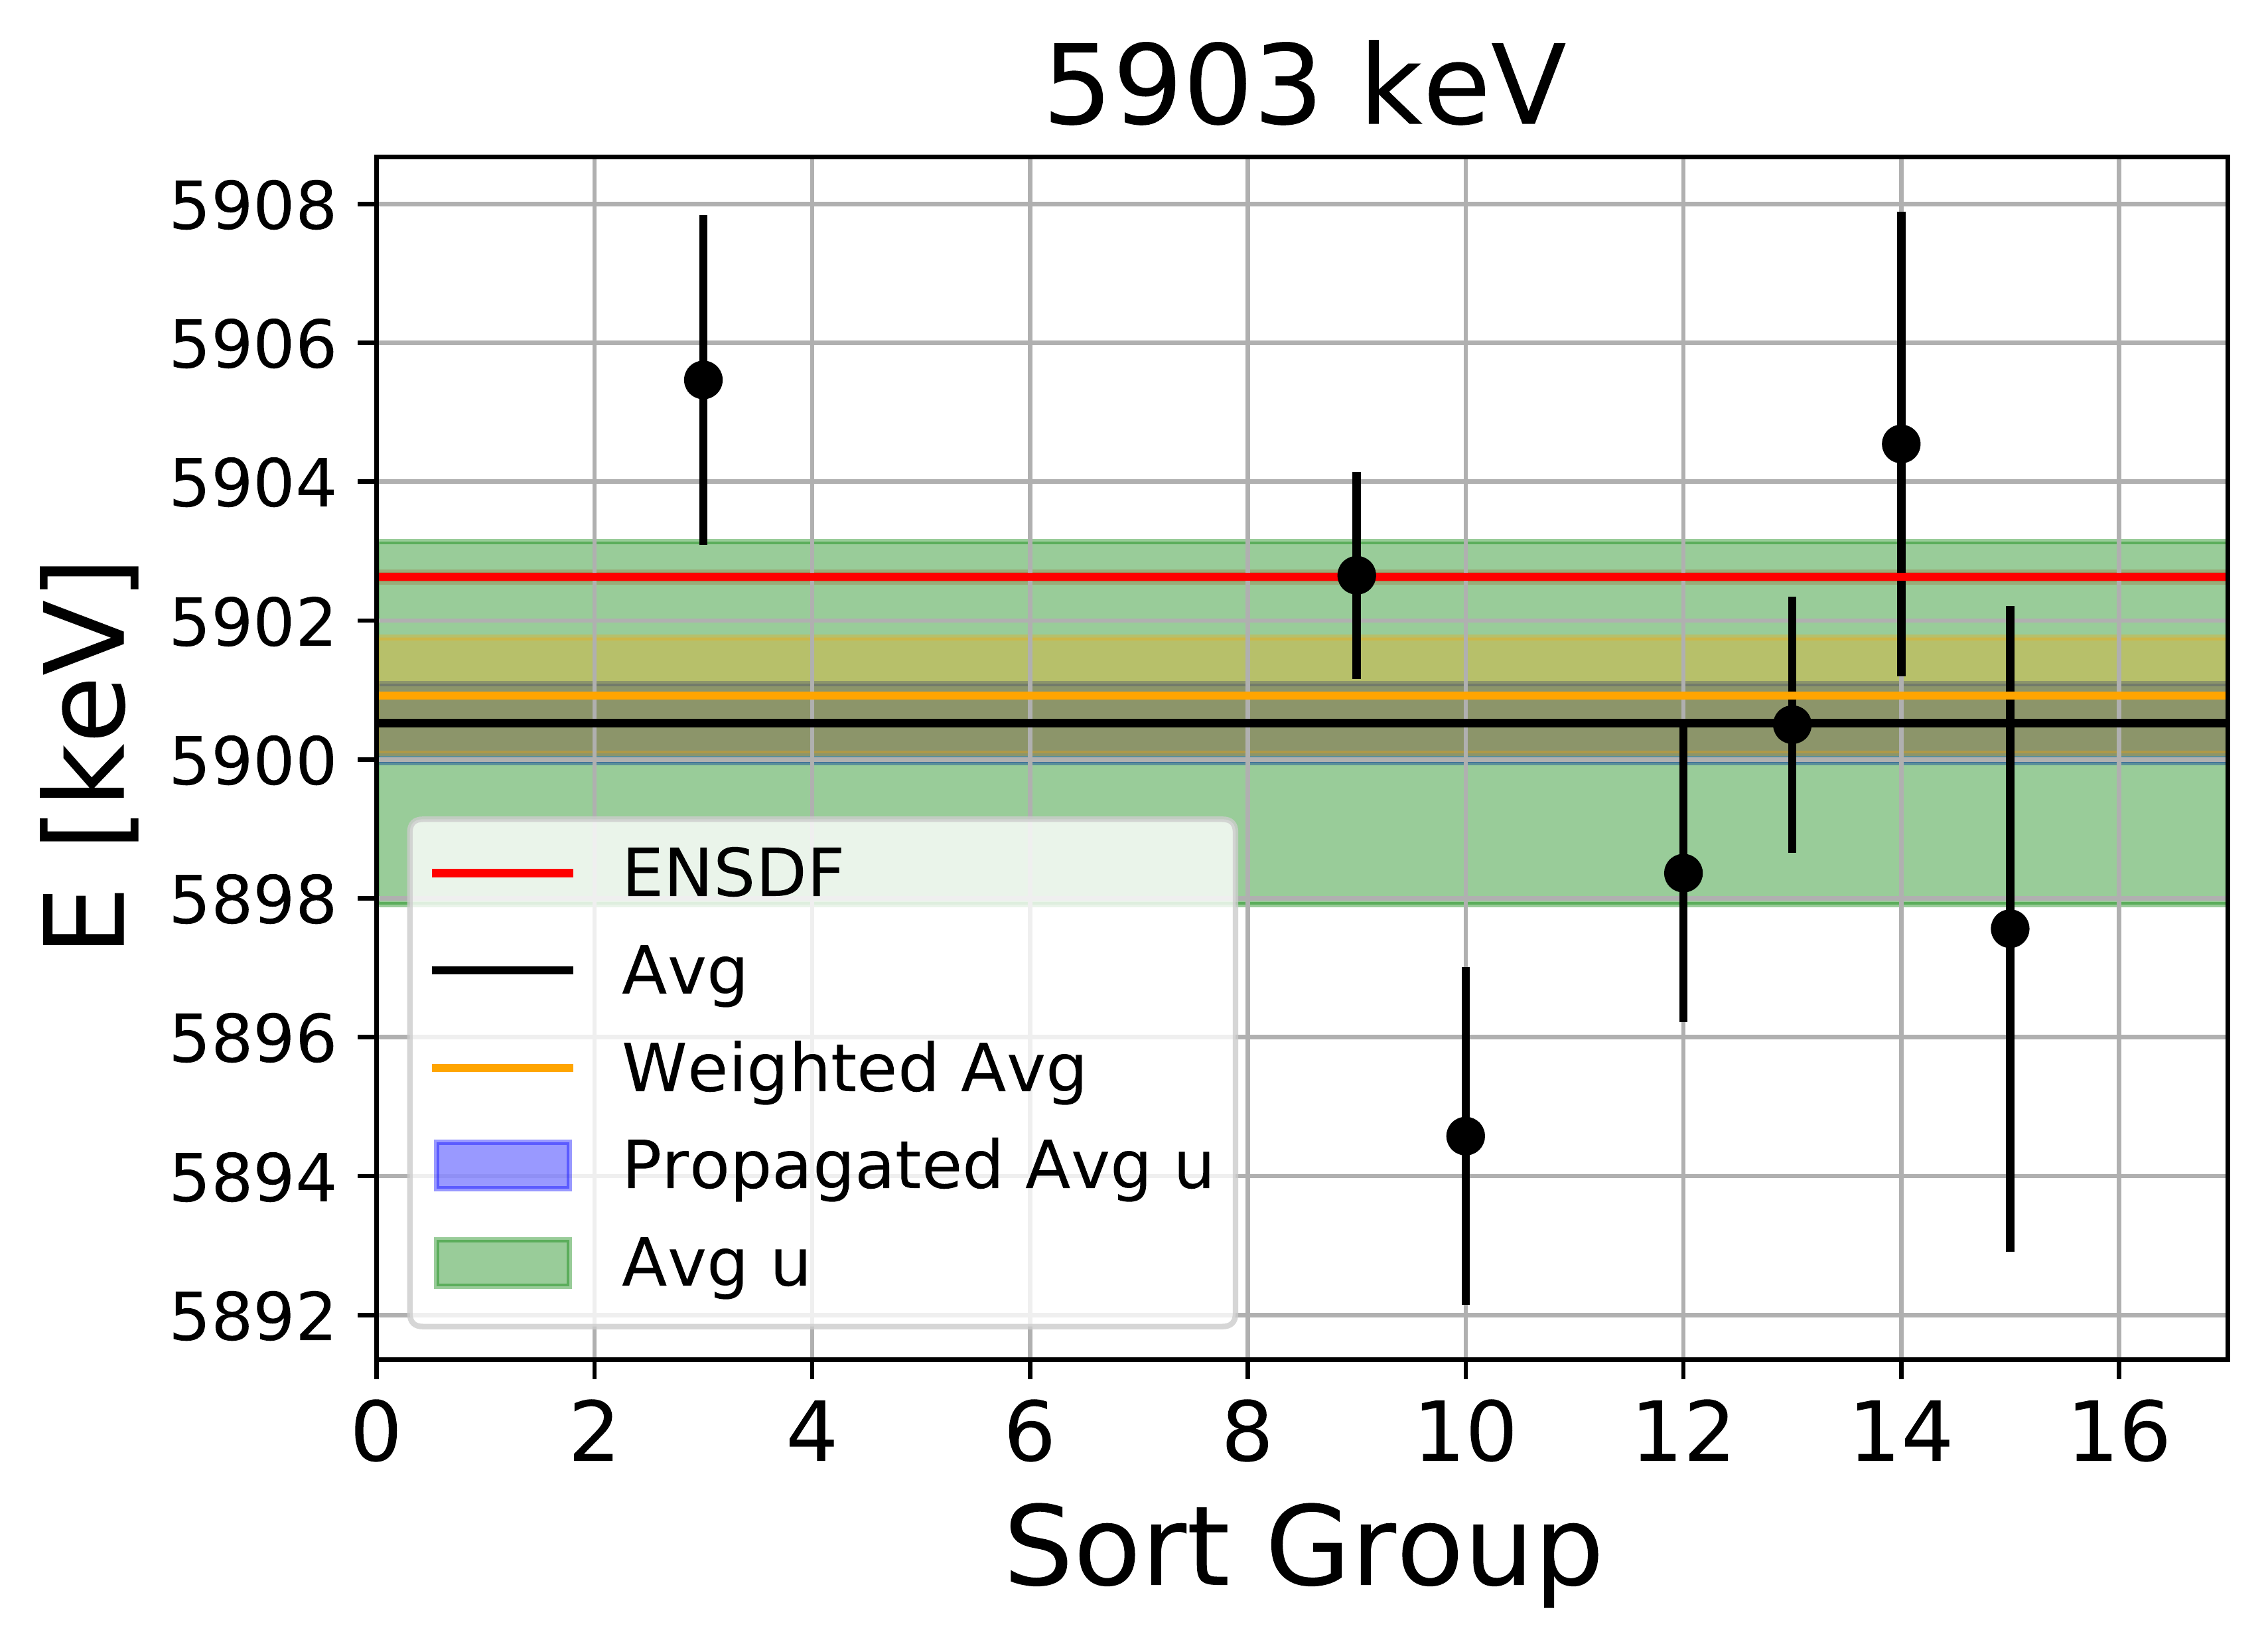 5903 keV
E [keV]
5908
5906
5904
5902
5900
5898
5896
5894
5892
ENSDF
Avg
Weighted Avg
Propagated Avg u
Avg u
0 2 4 6 8 10 12 14 16
Sort Group